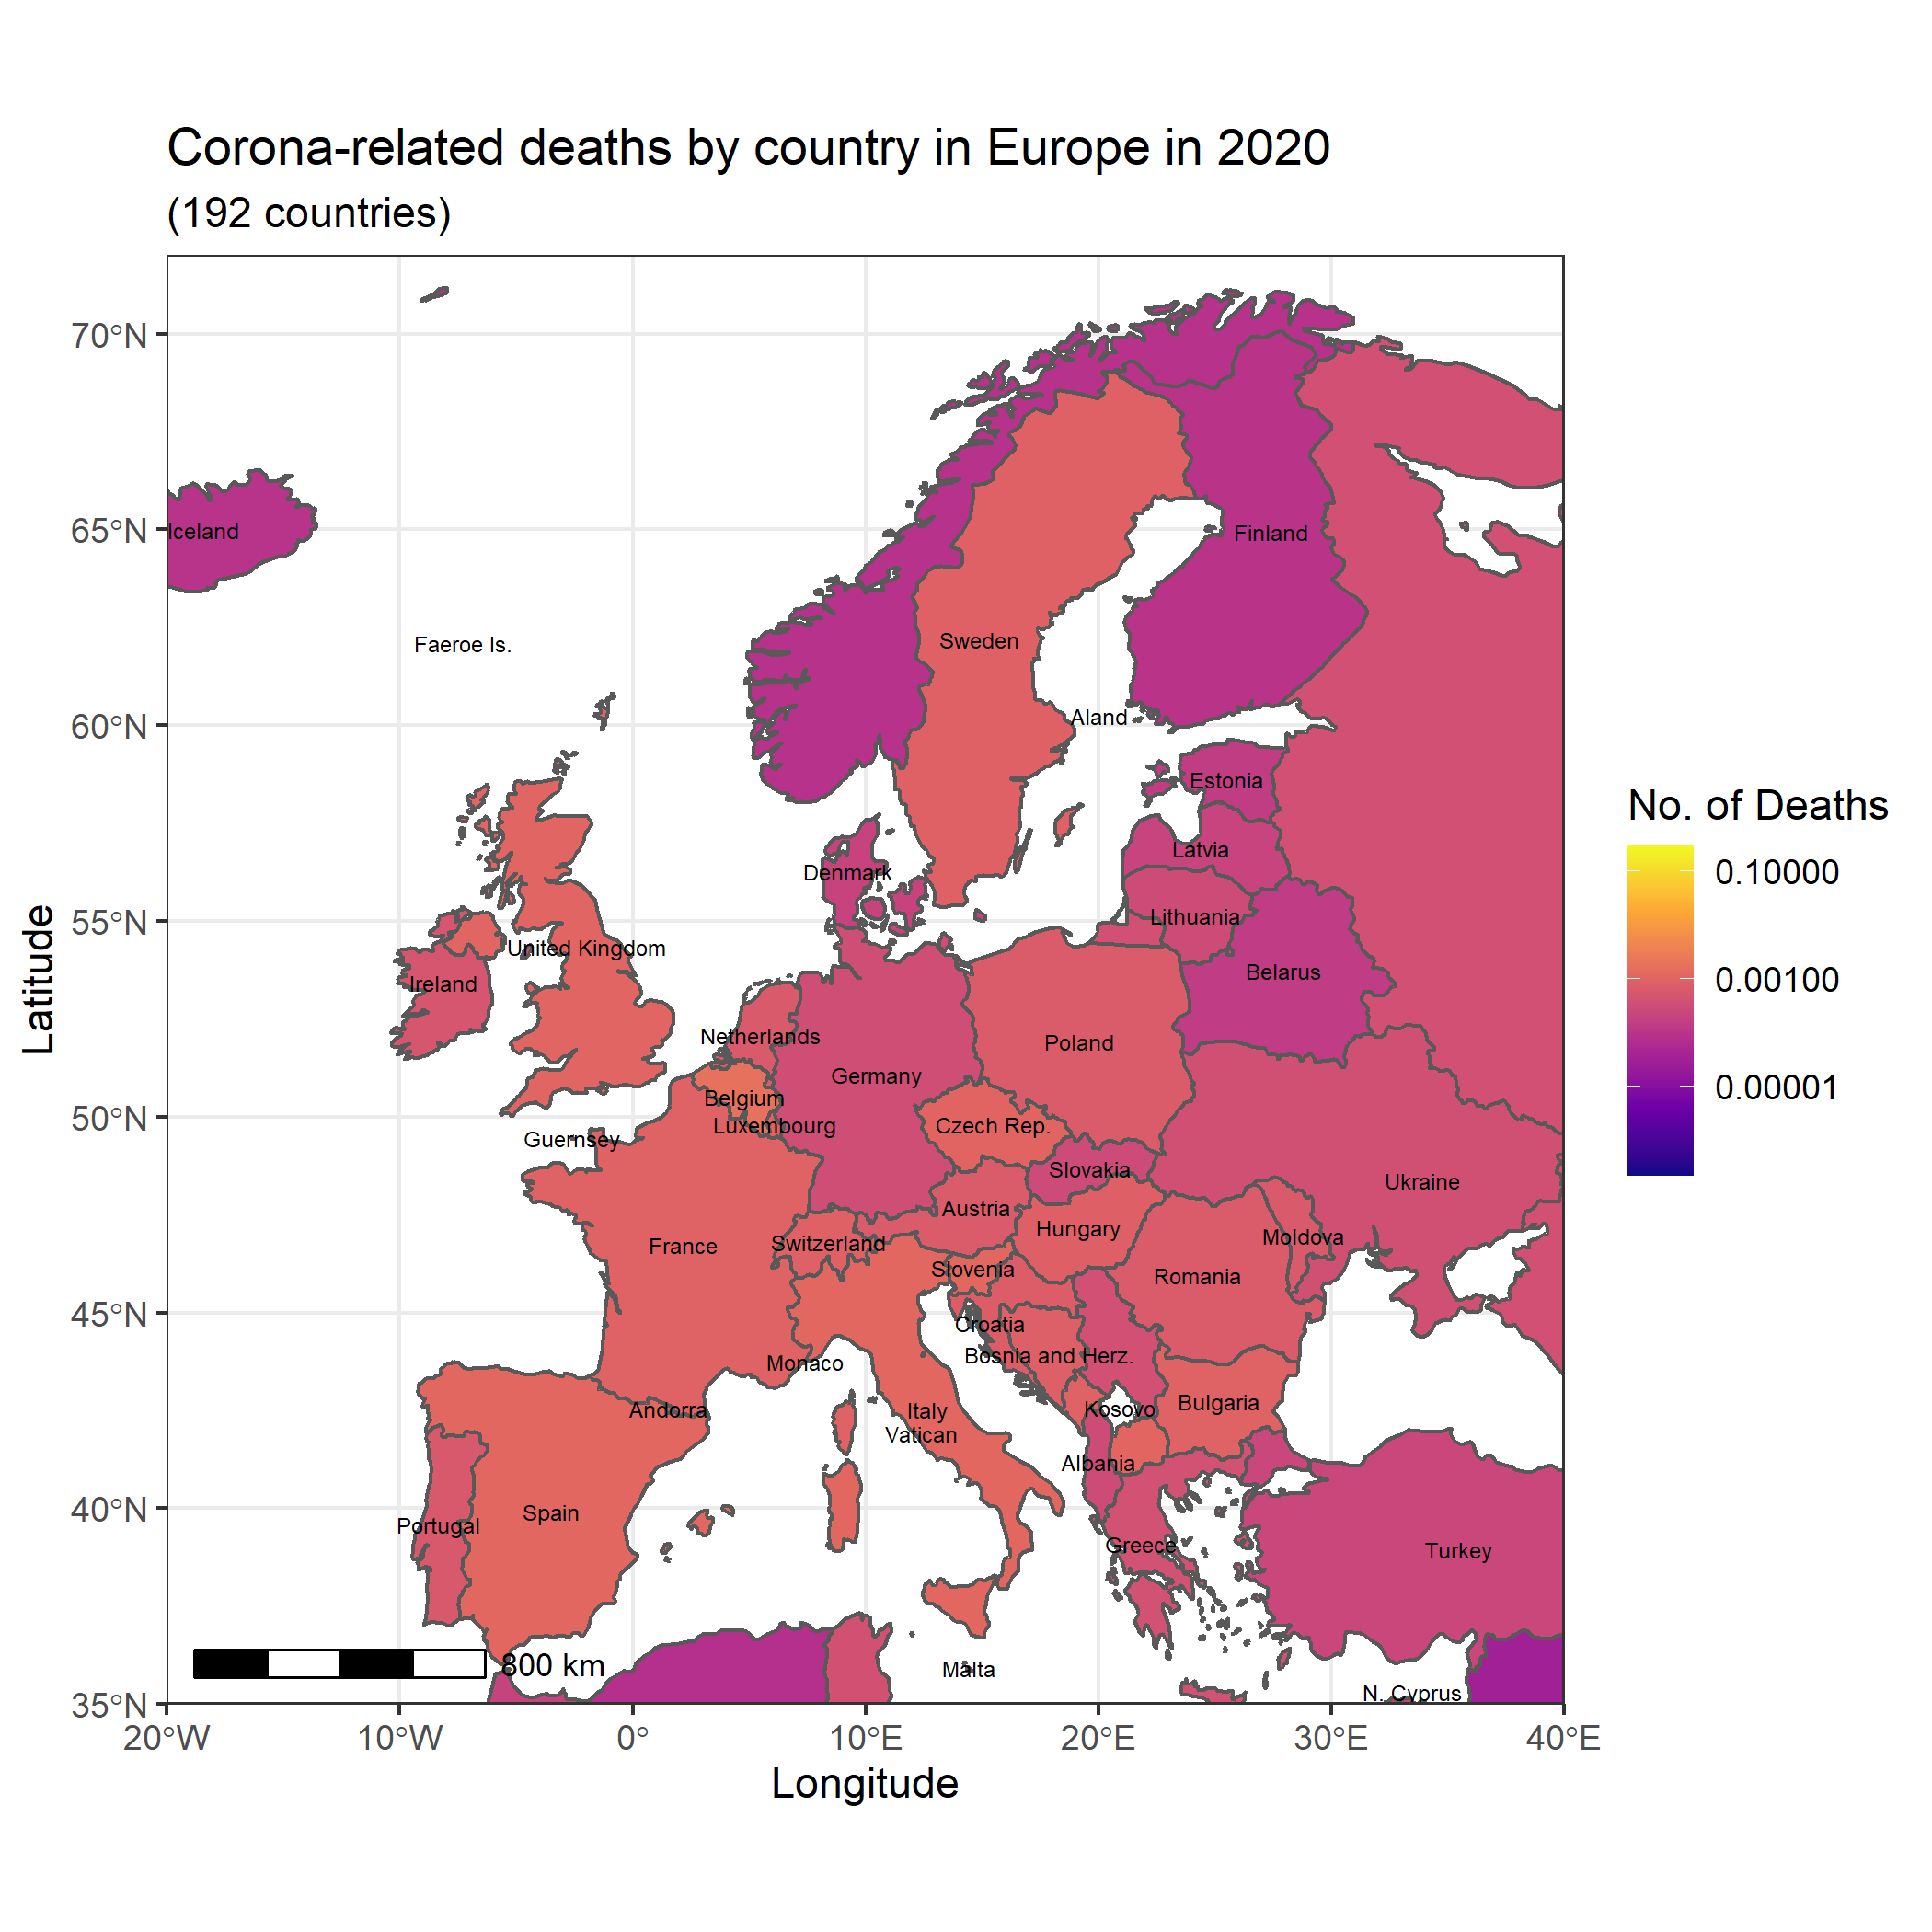 Corona-related deaths by country in Europe in 2020
(192 countries)
70°N
65°N
60°N
55°N
50°N
45°N
40°N
35°N
Latitude
Iceland
Finland
Faeroe Is.
Sweden
Aland
Estonia
Latvia
Denmark
Lithuania
United Kingdom
Belarus
Ireland
Netherlands
Poland
Germany
Belgium
Luxembourg
Czech Rep.
Guernsey
Slovakia
Ukraine
Austria
Hungary
Moldova
France
Switzerland
Slovenia
Romania
Croatia
Bosnia and Herz.
Monaco
Bulgaria
Andorra
Italy
Kosovo
Vatican
Albania
Spain
Portugal
Greece
Turkey
800 km
Malta
N. Cyprus
20°W
10°W
0°
10°E
20°E
30°E
40°E
Longitude
No. of Deaths
0.10000
0.00100
0.00001